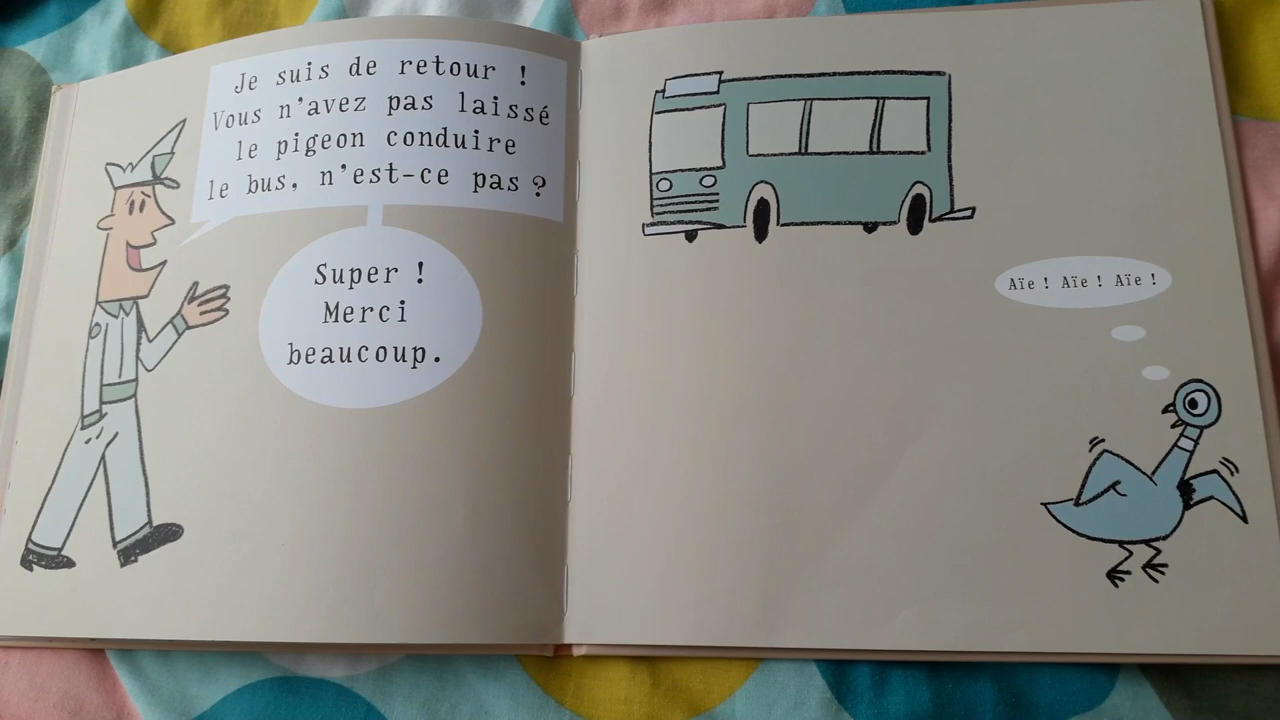 Je suis de retour !
Vous n'avez pas laissé
le pigeon conduire
le bus, n'est-ce pas ?
Super !
Merci
beaucoup.
Aïe ! Aïe ! Aïe !